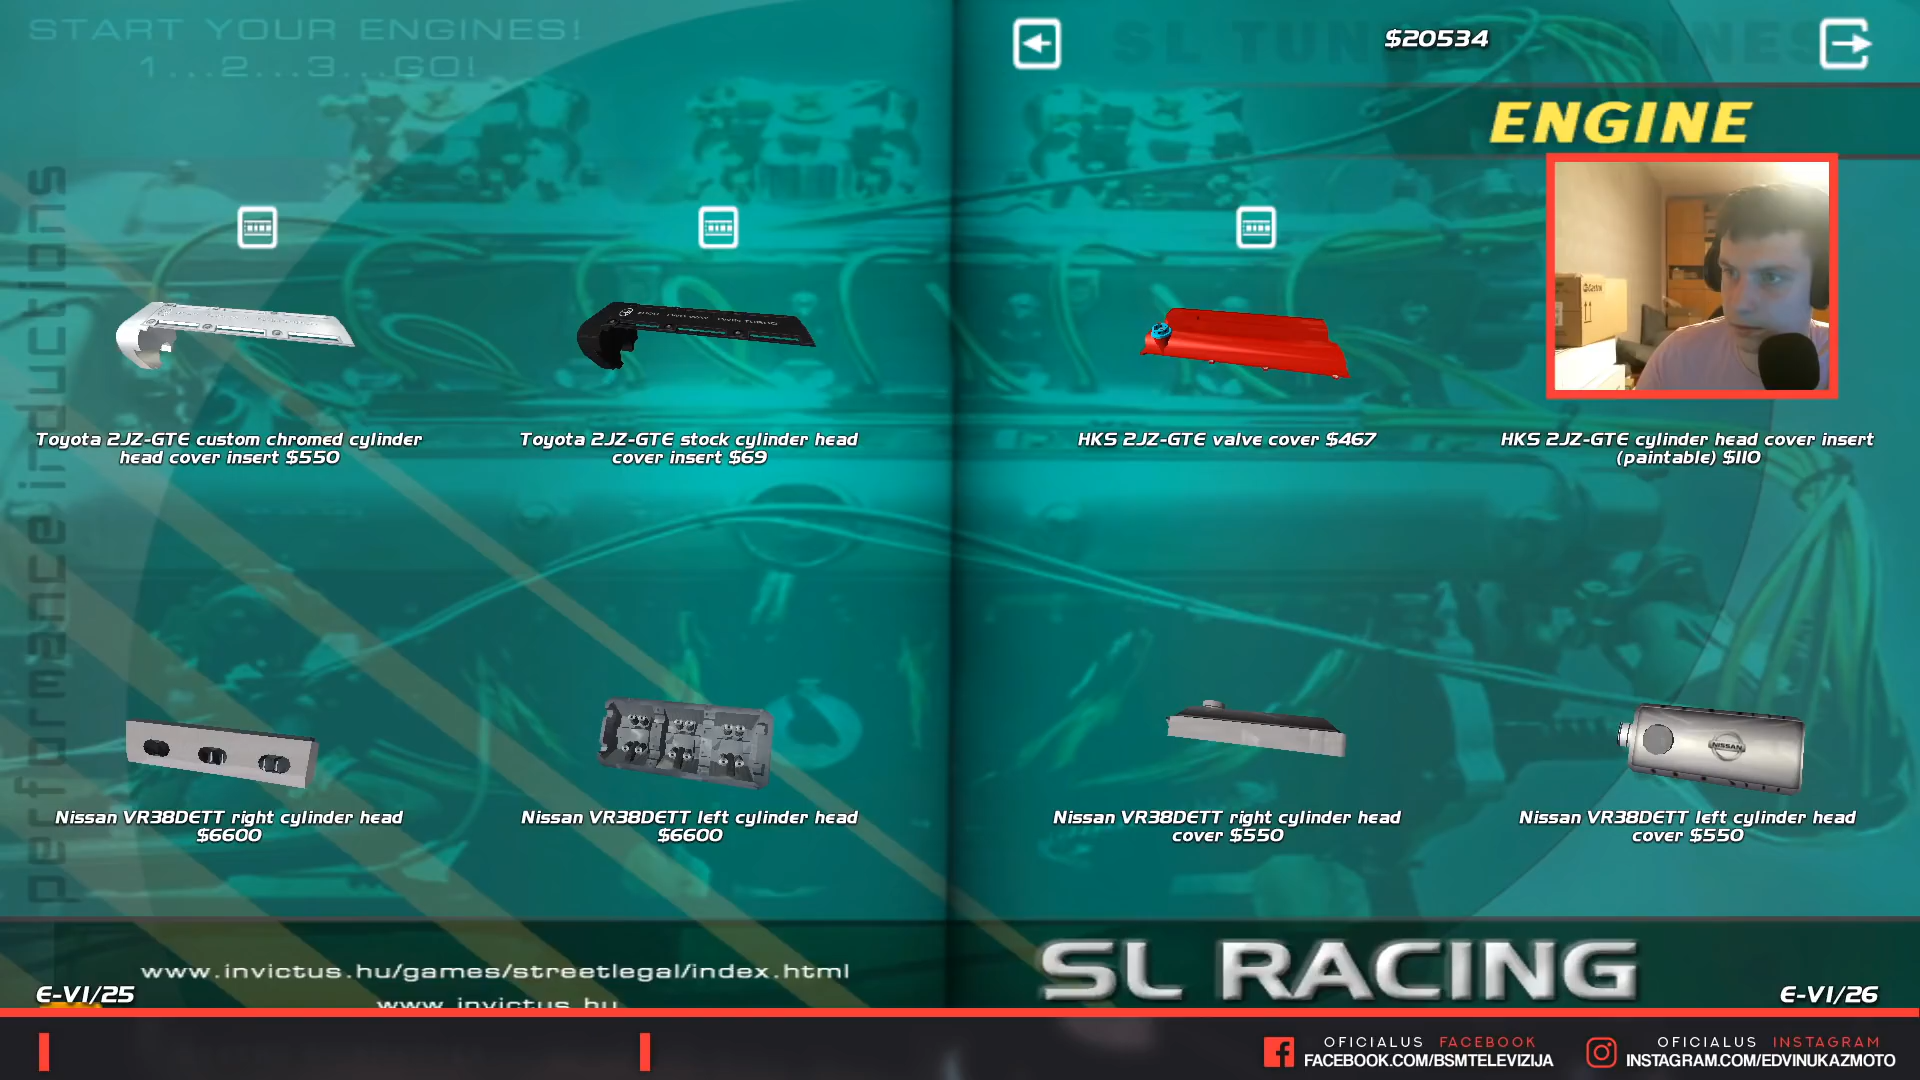 START YOUR ENGINES!
1...2...3...GO!
SL TUNING ENGINES
$20534
ENGINE
performance inductions
Toyota 2JZ-GTE custom chromed cylinder
head cover insert $550
Toyota 2JZ-GTE stock cylinder head
cover insert $69
HKS 2JZ-GTE valve cover $467
HKS 2JZ-GTE cylinder head cover insert
(paintable) $110
Nissan VR38DETT right cylinder head
$6600
Nissan VR38DETT left cylinder head
$6600
Nissan VR38DETT right cylinder head
cover $550
NISSAN
Nissan VR38DETT left cylinder head
cover $550
www.invictus.hu/games/streetlegal/index.html
www.invictus.hu
SL RACING
E-VI/25
E-VI/26
OFICIALUS FACEBOOK
FACEBOOK.COM/BSMTELEVIZIJA
OFICIALUS INSTAGRAM
INSTAGRAM.COM/EDVINUKAZMOTO